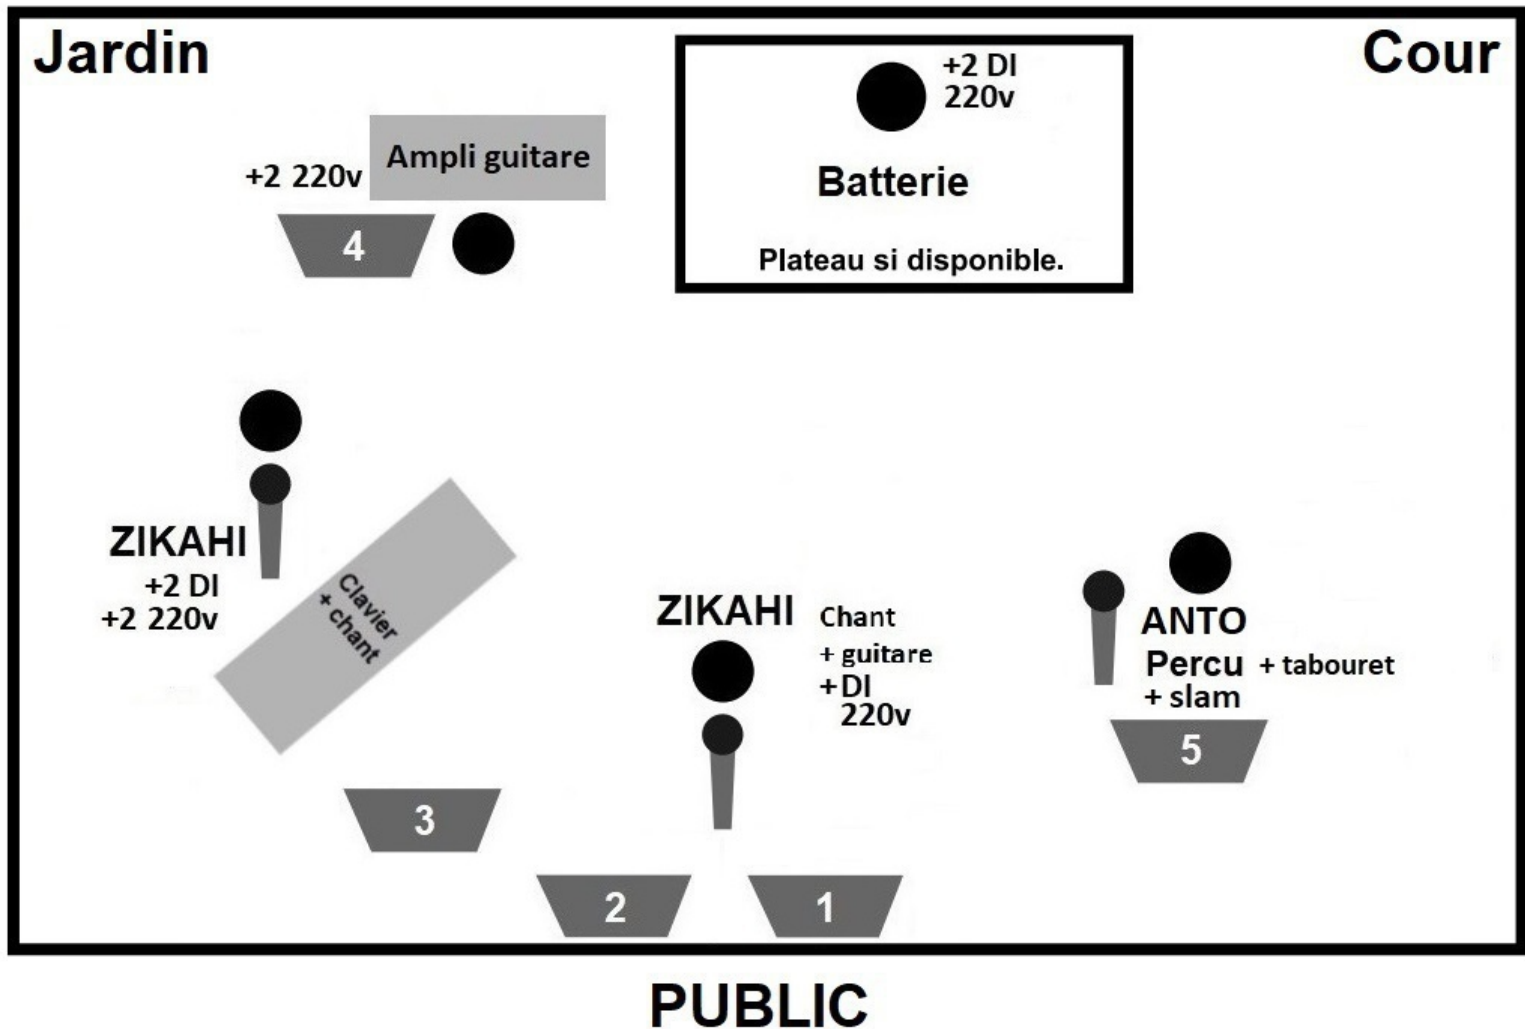 Jardin
Cour
+2 DI
220v
Ampli guitare
+2 220v
Batterie
4
Plateau si disponible.
ZIKAHI
+2 DI
+2 220v
Clavier
+ chant
ZIKAHI
Chant
+ guitare
+DI
220v
ANTO
Percu + tabouret
+ slam
5
3
2
1
PUBLIC